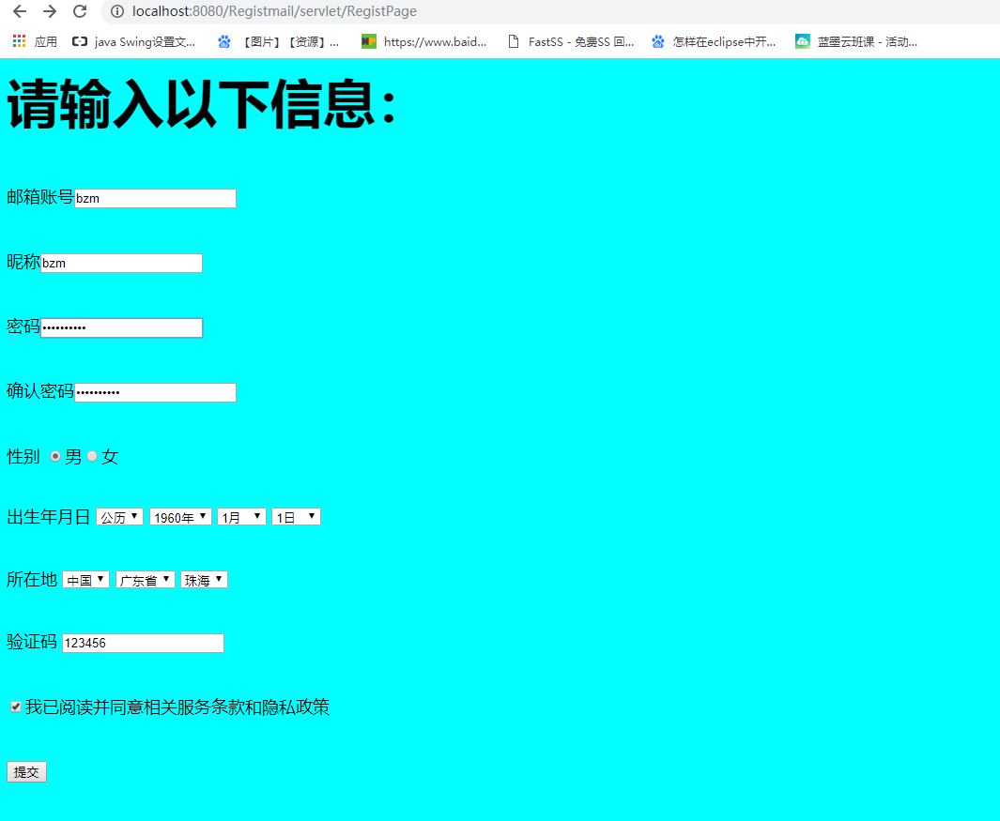 localhost:8080/Registmail/servlet/RegistPage
应用 java Swing设置文... 【图片】【资源】... https://www.baid... FastSS - 免费SS 回... 怎样在eclipse中开... 蓝墨云班课 - 活动...
请输入以下信息:
邮箱账号bzm
昵称bzm
密码••••••••••
确认密码••••••••••
性别 男 女
出生年月日 公历 1960年 1月 1日
所在地 中国 广东省 珠海
验证码 123456
我已阅读并同意相关服务条款和隐私政策
提交